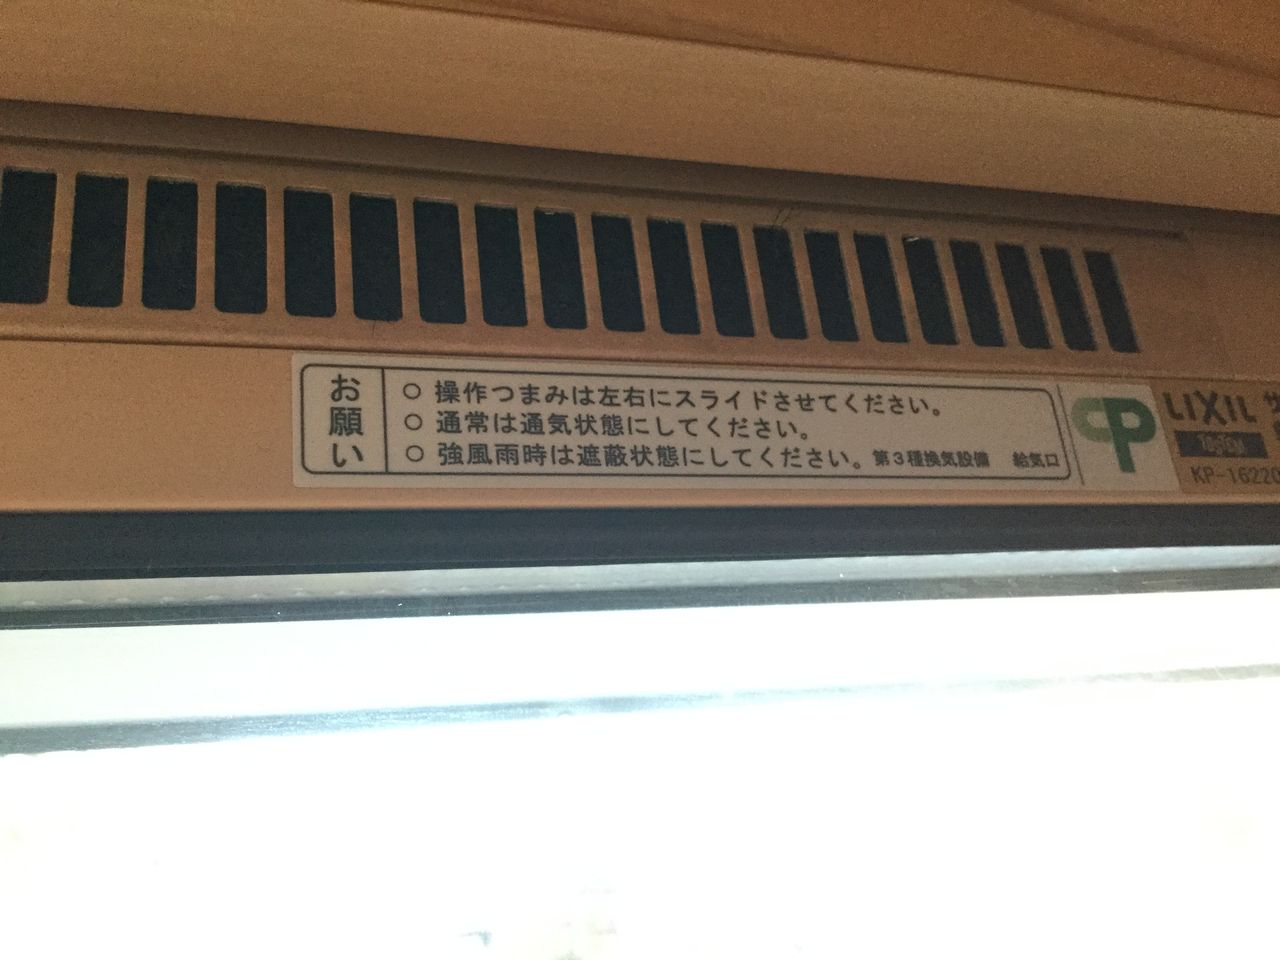 お願い
○ 操作つまみは左右にスライドさせてください。
○ 通常は通気状態にしてください。
○ 強風雨時は遮蔽状態にしてください。第3種換気設備 給気口
CP
LIXIL サ
KP-16220